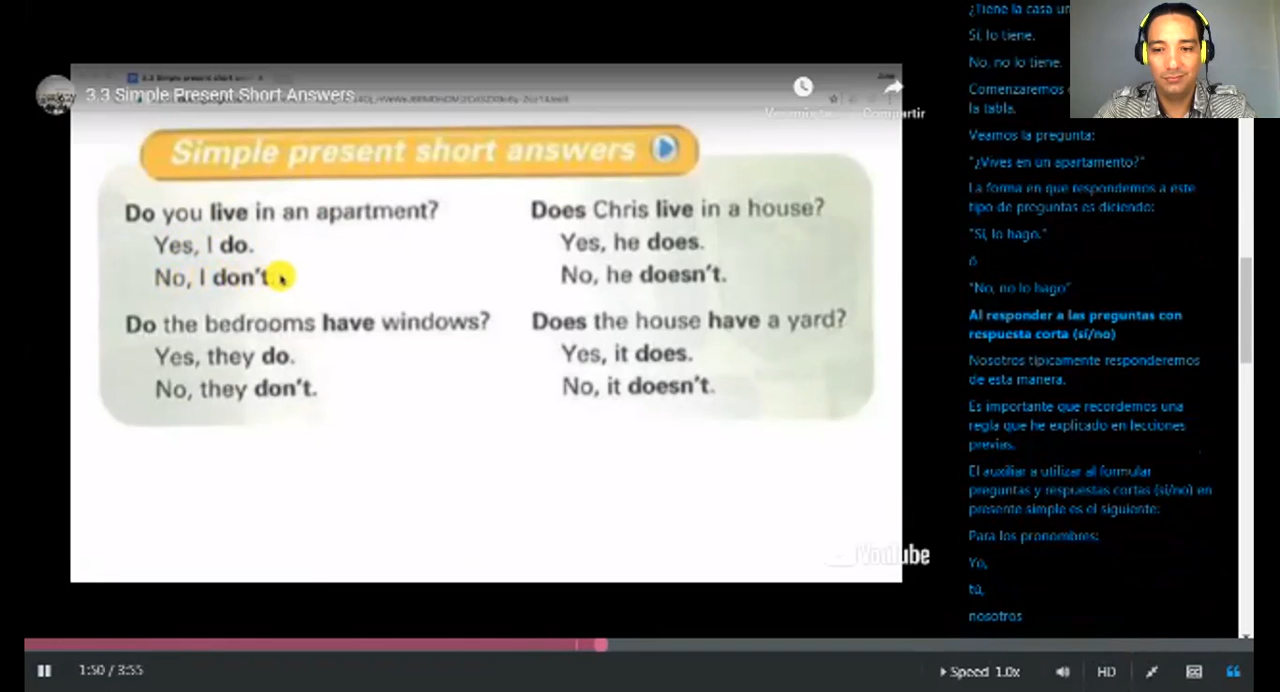 3.3 Simple Present Short Answers
Compartir
Simple present short answers
Do you live in an apartment?
Yes, I do.
No, I don't.
Do the bedrooms have windows?
Yes, they do.
No, they don't.
Does Chris live in a house?
Yes, he does.
No, he doesn't.
Does the house have a yard?
Yes, it does.
No, it doesn't.
YouTube
¿Tiene la casa un
Sí, lo tiene.
No, no lo tiene.
Comenzaremos
la tabla.
Veamos la pregunta:
"¿Vives en un apartamento?"
La forma en que respondemos a este
tipo de preguntas es diciendo:
"Sí, lo hago."
ó
"No, no lo hago"
Al responder a las preguntas con
respuesta corta (sí/no)
Nosotros típicamente responderemos
de esta manera.
Es importante que recordemos una
regla que he explicado en lecciones
previas.
El auxiliar a utilizar al formular
preguntas y respuestas cortas (sí/no) en
presente simple es el siguiente:
Para los pronombres:
Yo,
tú,
nosotros
1:50 / 3:55
Speed 1.0x
HD